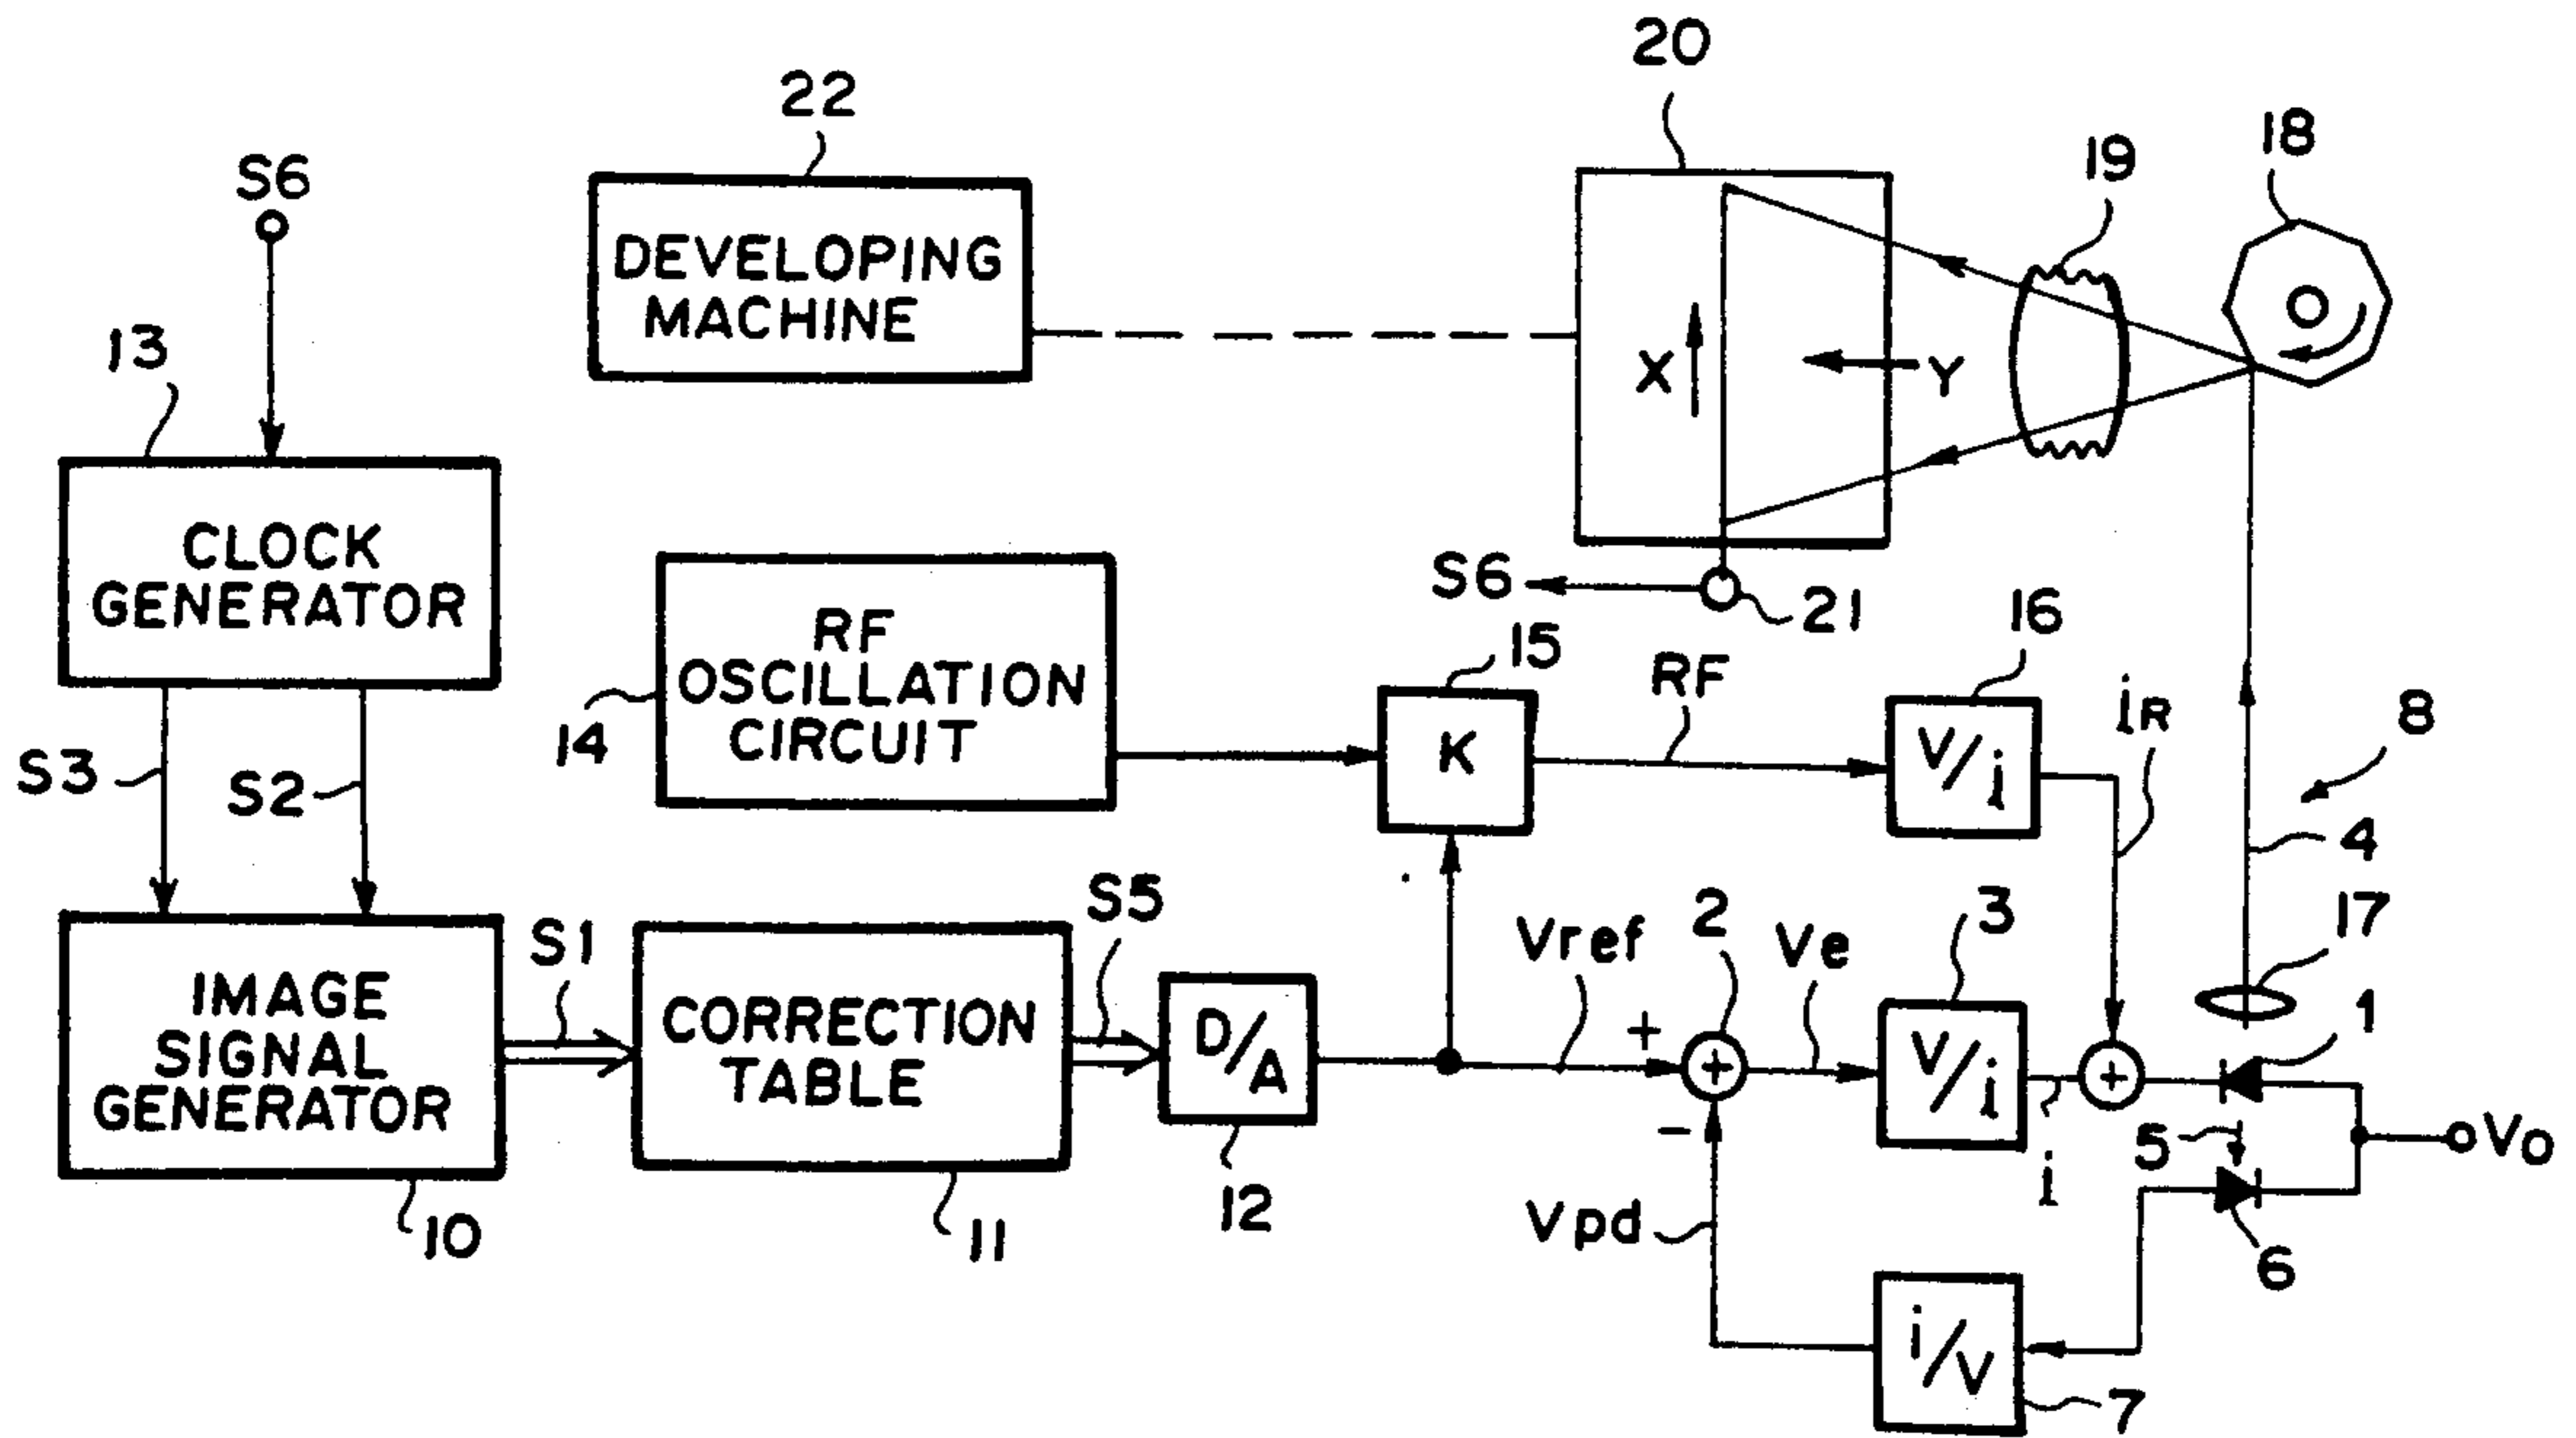 20
22
18
19
S6
DEVELOPING
MACHINE
13
X
Y
CLOCK
GENERATOR
S6
21
RF
OSCILLATION
CIRCUIT
14
15
RF
16
iR
8
K
V/i
S3
S2
4
S1
S5
Vref
2
Ve
3
17
1
IMAGE
SIGNAL
GENERATOR
CORRECTION
TABLE
D/A
+
+
V/i
+
5
Vo
-
i
10
11
12
Vpd
6
i/V
7